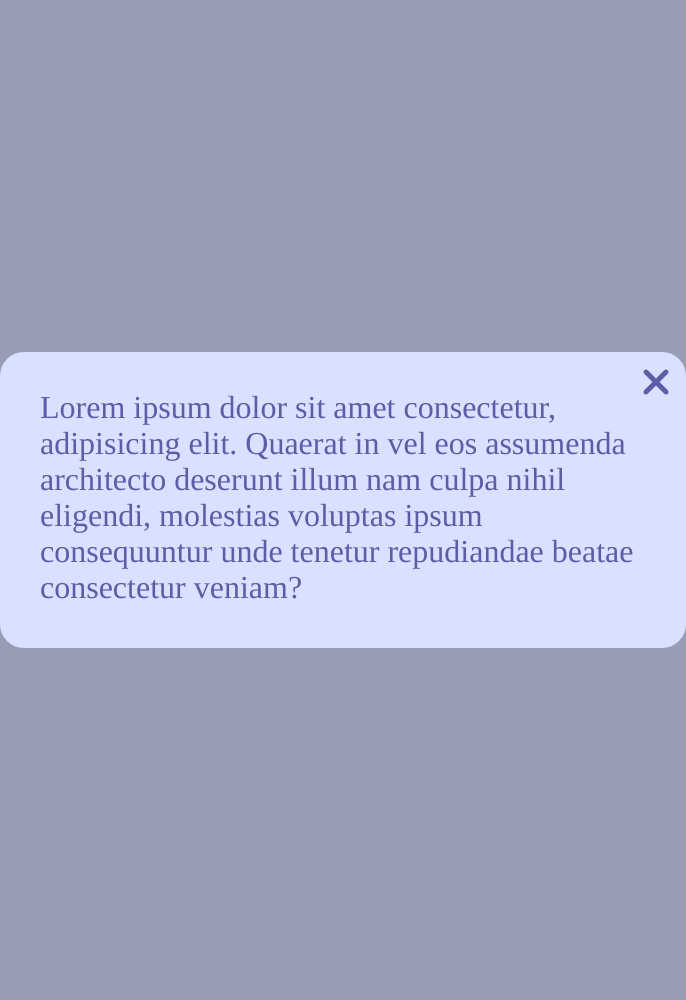 Lorem ipsum dolor sit amet consectetur,
adipisicing elit. Quaerat in vel eos assumenda
architecto deserunt illum nam culpa nihil
eligendi, molestias voluptas ipsum
consequuntur unde tenetur repudiandae beatae
consectetur veniam?